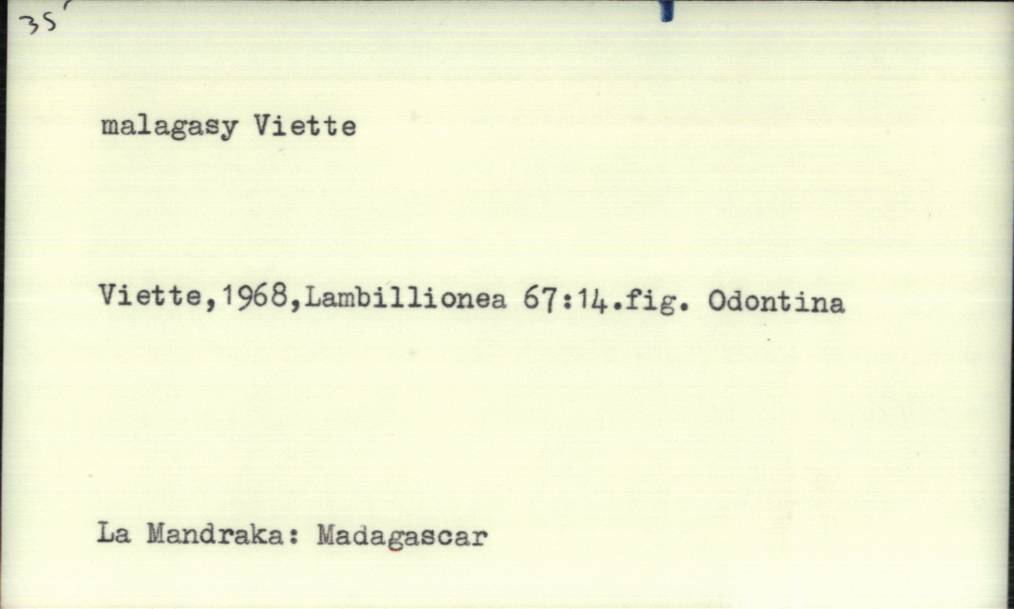 35
malagasy Viette
Viette,1968,Lambillionea 67:14.fig. Odontina
La Mandraka: Madagascar